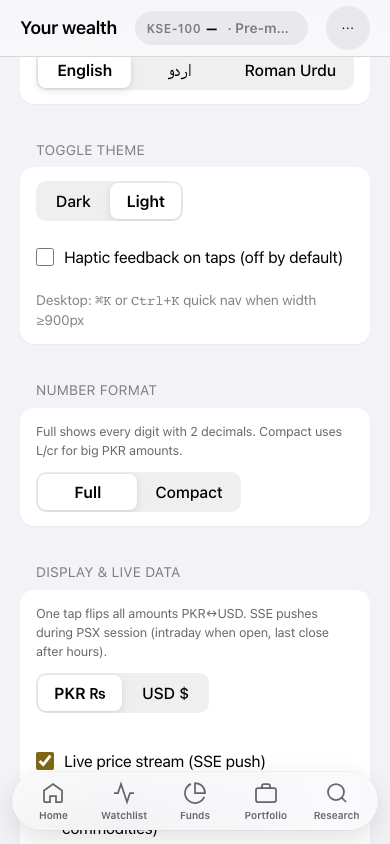 Your wealth
KSE-100 — · Pre-m...
...
English
اردو
Roman Urdu
TOGGLE THEME
Dark
Light
Haptic feedback on taps (off by default)
Desktop: ⌘K or Ctrl+K quick nav when width
≥900px
NUMBER FORMAT
Full shows every digit with 2 decimals. Compact uses
L/cr for big PKR amounts.
Full
Compact
DISPLAY & LIVE DATA
One tap flips all amounts PKR↔USD. SSE pushes
during PSX session (intraday when open, last close
after hours).
PKR ₨
USD $
Live price stream (SSE push)
commodities)
Home
Watchlist
Funds
Portfolio
Research